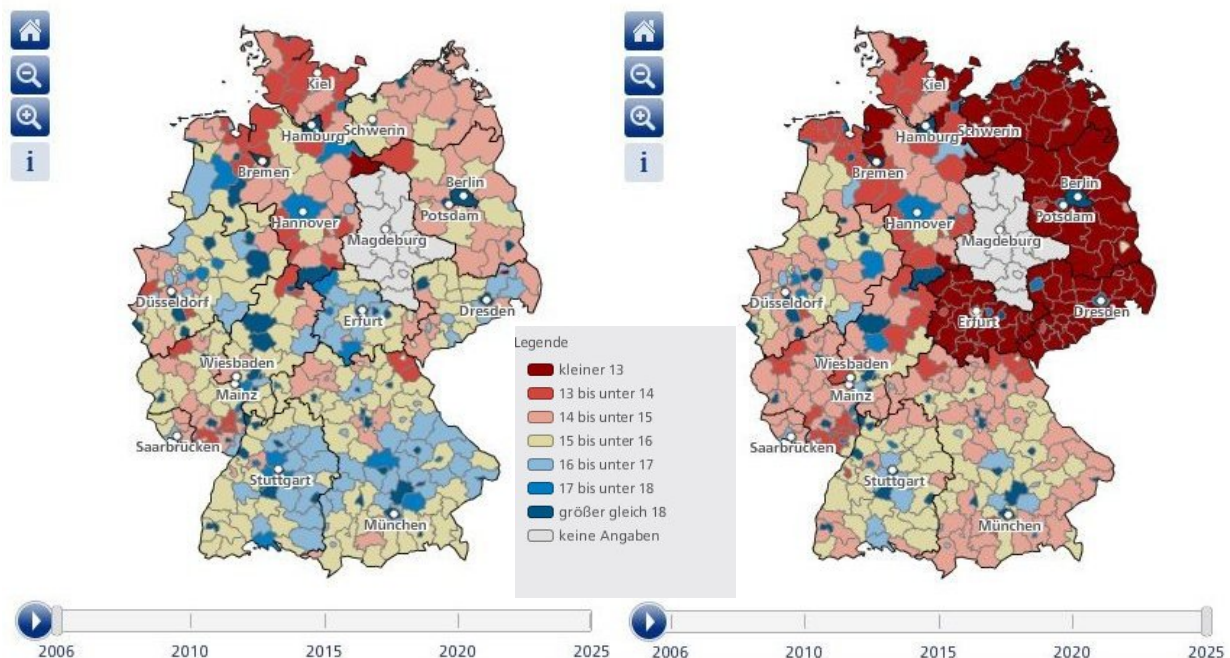 i
Kiel
Hamburg
Schwerin
Bremen
Berlin
Potsdam
Hannover
Magdeburg
Düsseldorf
Erfurt
Dresden
Wiesbaden
Mainz
Saarbrücken
Stuttgart
München
2006
2010
2015
2020
2025
Legende
kleiner 13
13 bis unter 14
14 bis unter 15
15 bis unter 16
16 bis unter 17
17 bis unter 18
größer gleich 18
keine Angaben
i
Kiel
Hamburg
Schwerin
Bremen
Berlin
Potsdam
Hannover
Magdeburg
Düsseldorf
Erfurt
Dresden
Wiesbaden
Mainz
Saarbrücken
Stuttgart
München
2006
2010
2015
2020
2025